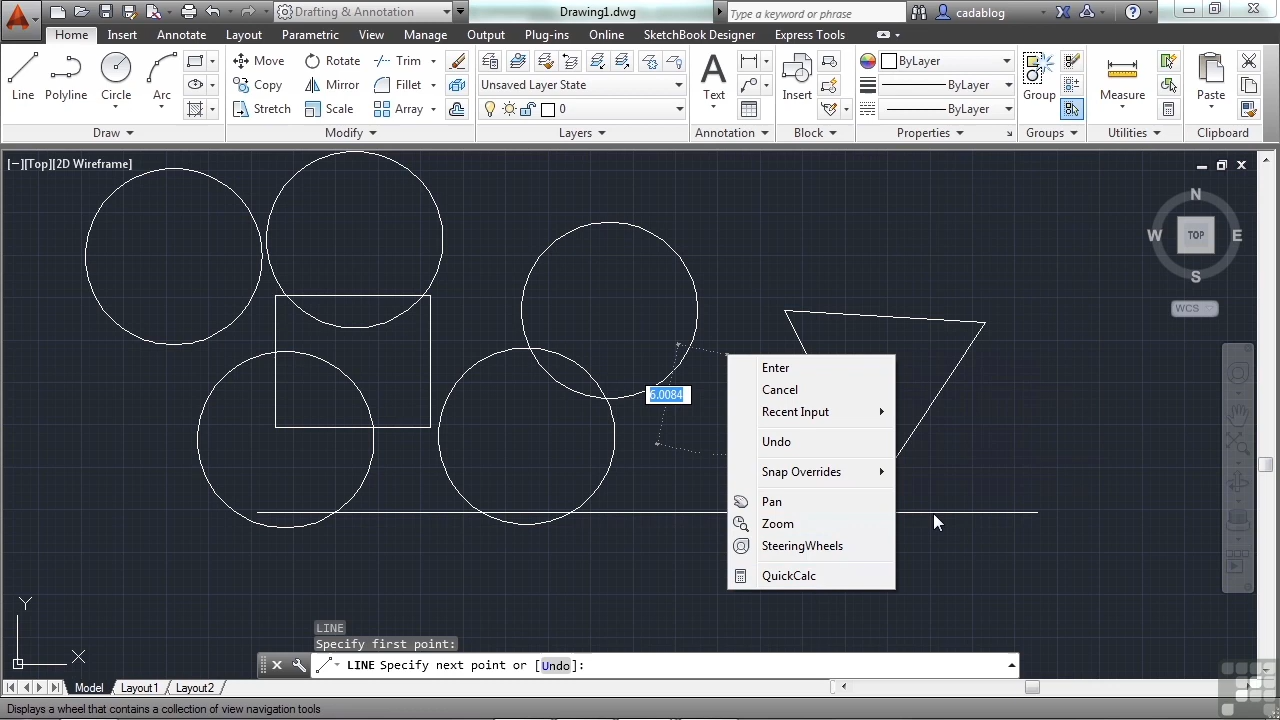 Drafting & Annotation
Drawing1.dwg
Type a keyword or phrase
cadablog
Home Insert Annotate Layout Parametric View Manage Output Plug-ins Online SketchBook Designer Express Tools
Line Polyline Circle Arc
Move Rotate Trim
Copy Mirror Fillet
Stretch Scale Array
Unsaved Layer State
0
Text
Insert
ByLayer
ByLayer
ByLayer
Group
Measure
Paste
Draw Modify Layers Annotation Block Properties Groups Utilities Clipboard
[−][Top][2D Wireframe]
N
W TOP E
S
WCS
6.0084
Enter
Cancel
Recent Input
Undo
Snap Overrides
Pan
Zoom
SteeringWheels
QuickCalc
Y
X
LINE
Specify first point:
LINE Specify next point or [Undo]:
Model Layout1 Layout2
Displays a wheel that contains a collection of view navigation tools